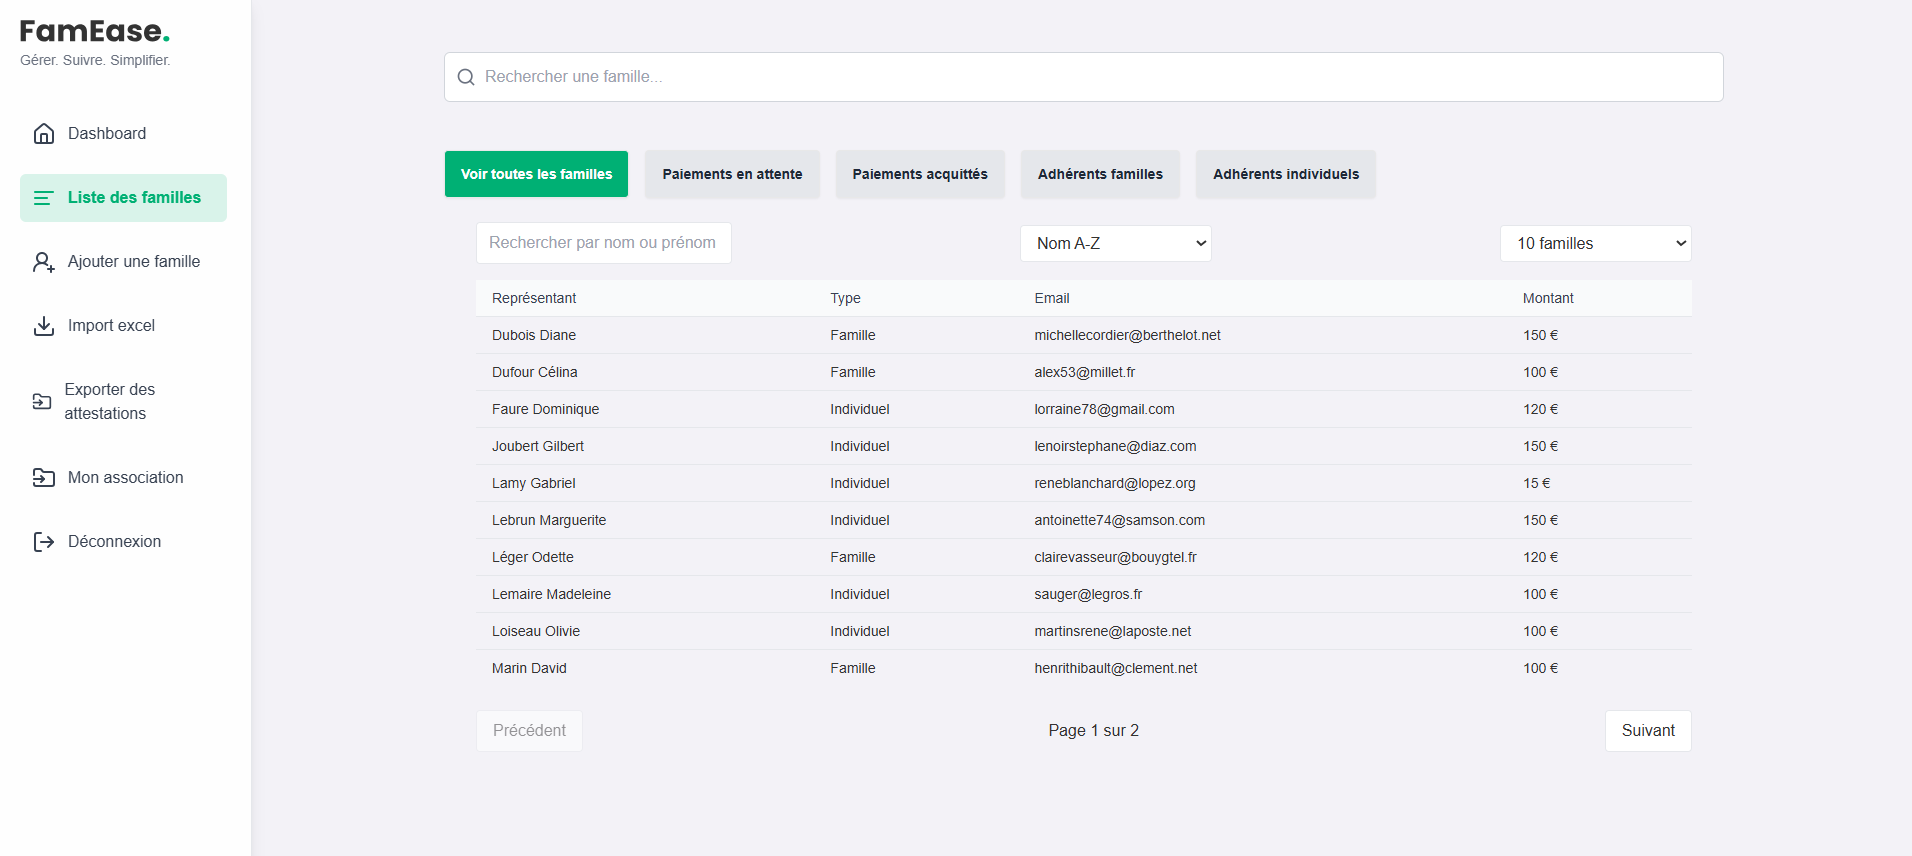 FamEase.
Gérer. Suivre. Simplifier.
Dashboard
Liste des familles
Ajouter une famille
Import excel
Exporter des
attestations
Mon association
Déconnexion
Rechercher une famille...
Voir toutes les familles Paiements en attente Paiements acquittés Adhérents familles Adhérents individuels
Rechercher par nom ou prénom Nom A-Z 10 familles
Représentant Type Email Montant
Dubois Diane Famille michellecordier@berthelot.net 150 €
Dufour Célina Famille alex53@millet.fr 100 €
Faure Dominique Individuel lorraine78@gmail.com 120 €
Joubert Gilbert Individuel lenoirstephane@diaz.com 150 €
Lamy Gabriel Individuel reneblanchard@lopez.org 15 €
Lebrun Marguerite Individuel antoinette74@samson.com 150 €
Léger Odette Famille clairevasseur@bouygtel.fr 120 €
Lemaire Madeleine Individuel sauger@legros.fr 100 €
Loiseau Olivie Individuel martinsrene@laposte.net 100 €
Marin David Famille henrithibault@clement.net 100 €
Précédent Page 1 sur 2 Suivant